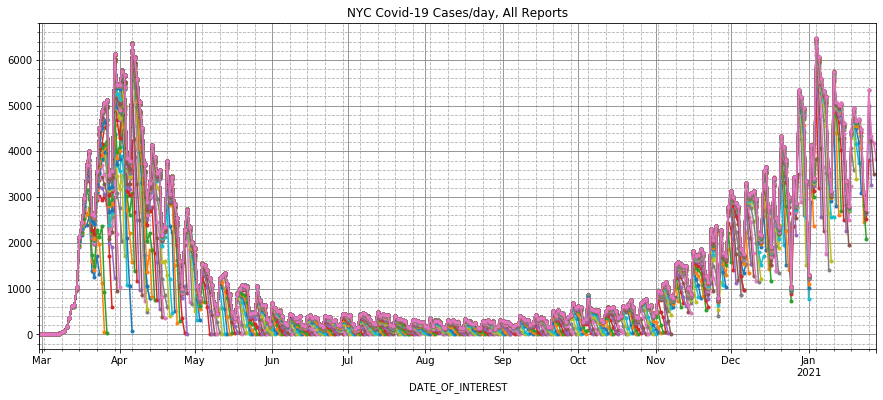 NYC Covid-19 Cases/day, All Reports
6000
5000
4000
3000
2000
1000
0
Mar Apr May Jun Jul Aug Sep Oct Nov Dec Jan
2021
DATE_OF_INTEREST